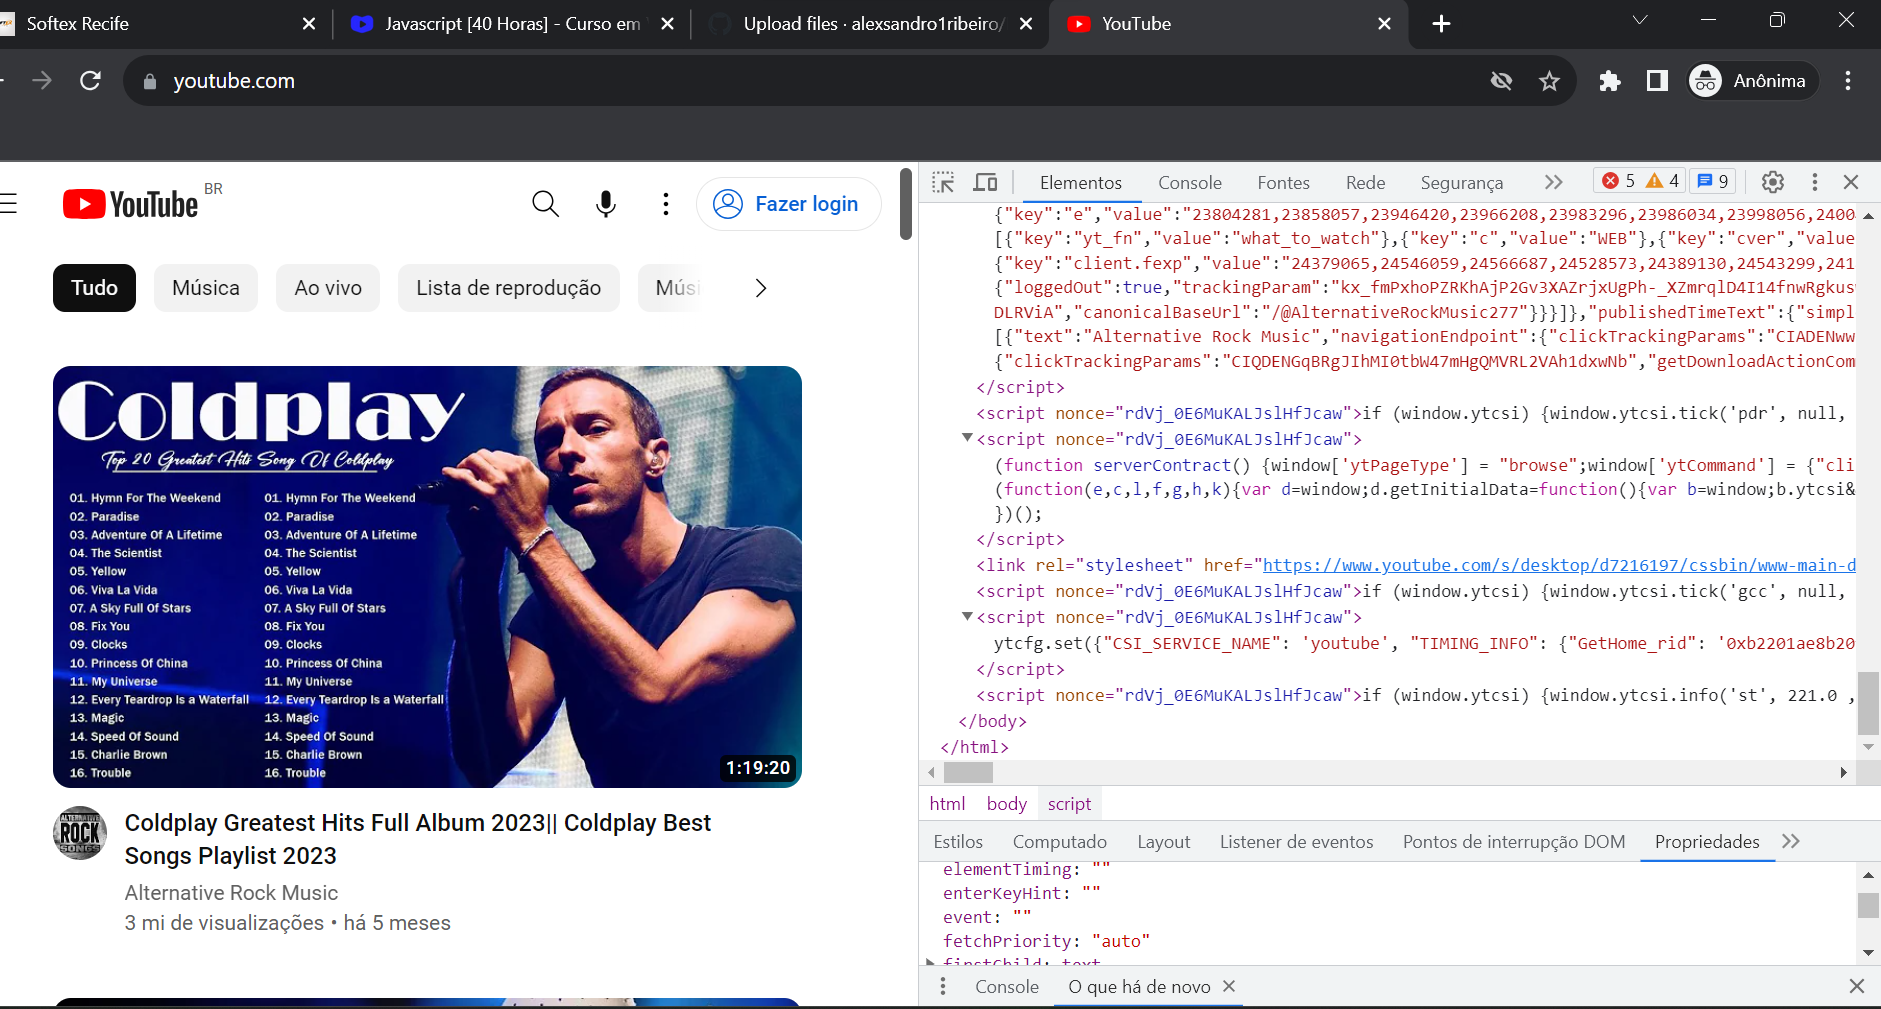 Softex Recife
Javascript [40 Horas] - Curso em
Upload files · alexsandro1ribeiro/
YouTube
youtube.com
Anônima
YouTube BR
Fazer login
Tudo
Música
Ao vivo
Lista de reprodução
Músi
Coldplay
Top 20 Greatest Hits Song Of Coldplay
01. Hymn For The Weekend
02. Paradise
03. Adventure Of A Lifetime
04. The Scientist
05. Yellow
06. Viva La Vida
07. A Sky Full Of Stars
08. Fix You
09. Clocks
10. Princess Of China
11. My Universe
12. Every Teardrop Is a Waterfall
13. Magic
14. Speed Of Sound
15. Charlie Brown
16. Trouble
01. Hymn For The Weekend
02. Paradise
03. Adventure Of A Lifetime
04. The Scientist
05. Yellow
06. Viva La Vida
07. A Sky Full Of Stars
08. Fix You
09. Clocks
10. Princess Of China
11. My Universe
12. Every Teardrop Is a Waterfall
13. Magic
14. Speed Of Sound
15. Charlie Brown
16. Trouble
1:19:20
ALTERNATIVE
ROCK
SONGS
Coldplay Greatest Hits Full Album 2023|| Coldplay Best
Songs Playlist 2023
Alternative Rock Music
3 mi de visualizações • há 5 meses
Elementos
Console
Fontes
Rede
Segurança
5
4
9
{"key":"e","value":"23804281,23858057,23946420,23966208,23983296,23986034,23998056,2400
[{"key":"yt_fn","value":"what_to_watch"},{"key":"c","value":"WEB"},{"key":"cver","value
{"key":"client.fexp","value":"24379065,24546059,24566687,24528573,24389130,24543299,241
{"loggedOut":true,"trackingParam":"kx_fmPxhoPZRKhAjP2Gv3XAZrjxUgPh-_XZmrqlD4I14fnwRgkus
DLRViA","canonicalBaseUrl":"/@AlternativeRockMusic277"}}}]},"publishedTimeText":{"simpl
[{"text":"Alternative Rock Music","navigationEndpoint":{"clickTrackingParams":"CIADENww
{"clickTrackingParams":"CIQDENGqBRgJIhMI0tbW47mHgQMVRL2VAh1dxwNb","getDownloadActionCom
</script>
<script nonce="rdVj_0E6MuKALJslHfJcaw">if (window.ytcsi) {window.ytcsi.tick('pdr', null,
<script nonce="rdVj_0E6MuKALJslHfJcaw">
(function serverContract() {window['ytPageType'] = "browse";window['ytCommand'] = {"cli
(function(e,c,l,f,g,h,k){var d=window;d.getInitialData=function(){var b=window;b.ytcsi&
})();
</script>
<link rel="stylesheet" href="https://www.youtube.com/s/desktop/d7216197/cssbin/www-main-d
<script nonce="rdVj_0E6MuKALJslHfJcaw">if (window.ytcsi) {window.ytcsi.tick('gcc', null,
<script nonce="rdVj_0E6MuKALJslHfJcaw">
ytcfg.set({"CSI_SERVICE_NAME": 'youtube', "TIMING_INFO": {"GetHome_rid": '0xb2201ae8b20
</script>
<script nonce="rdVj_0E6MuKALJslHfJcaw">if (window.ytcsi) {window.ytcsi.info('st', 221.0 ,
</body>
</html>
html
body
script
Estilos
Computado
Layout
Listener de eventos
Pontos de interrupção DOM
Propriedades
elementTiming: ""
enterKeyHint: ""
event: ""
fetchPriority: "auto"
firstChild: text
Console
O que há de novo